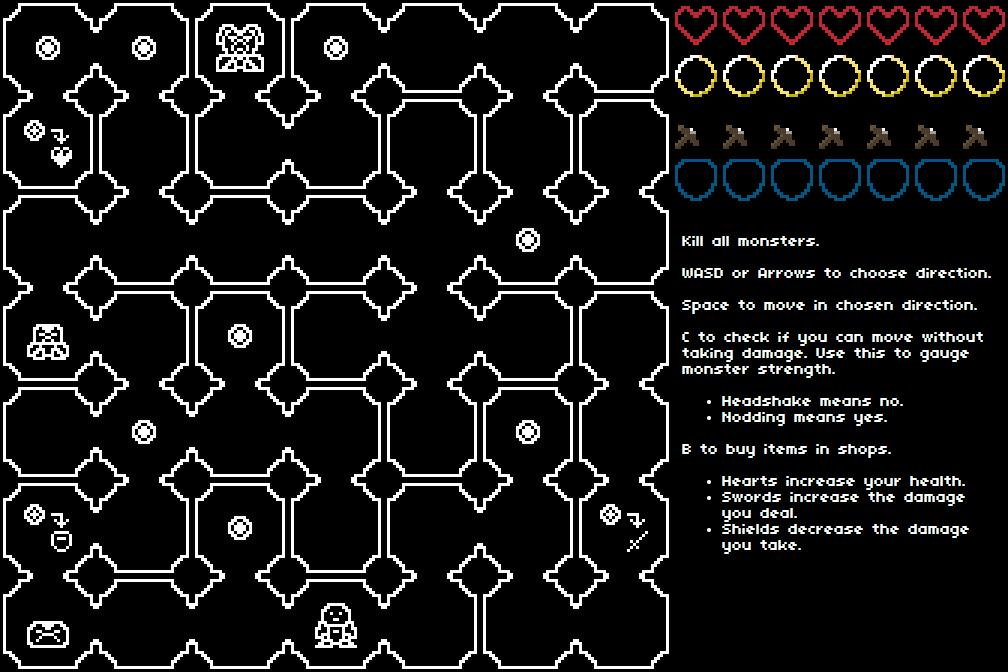 Kill all monsters.
WASD or Arrows to choose direction.
Space to move in chosen direction.
C to check if you can move without
taking damage. Use this to gauge
monster strength.
• Headshake means no.
• Nodding means yes.
B to buy items in shops.
• Hearts increase your health.
• Swords increase the damage
you deal.
• Shields decrease the damage
you take.